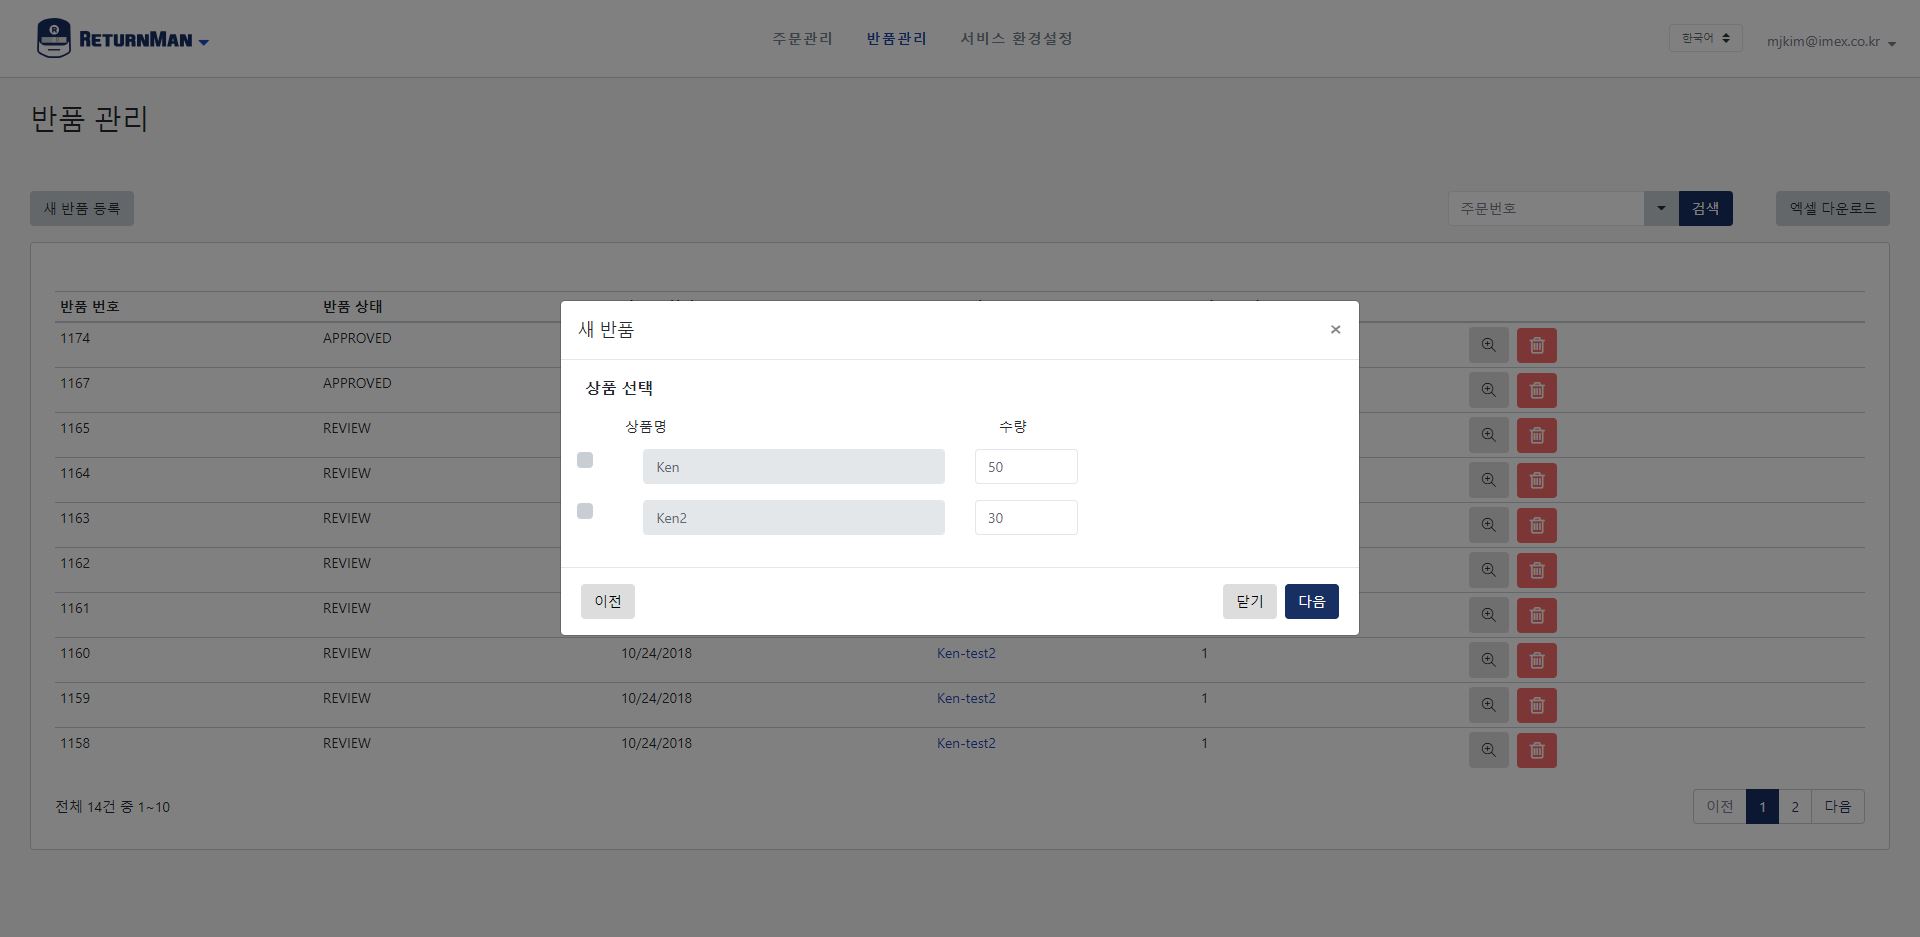 RETURNMAN
주문관리 반품관리 서비스 환경설정
한국어 mjkim@imex.co.kr
반품 관리
새 반품 등록 주문번호 검색 엑셀 다운로드
반품 번호 반품 상태
1174 APPROVED
1167 APPROVED
1165 REVIEW
1164 REVIEW
1163 REVIEW
1162 REVIEW
1161 REVIEW
1160 REVIEW 10/24/2018 Ken-test2 1
1159 REVIEW 10/24/2018 Ken-test2 1
1158 REVIEW 10/24/2018 Ken-test2 1
전체 14건 중 1~10 이전 1 2 다음
새 반품 ×
상품 선택
상품명 수량
Ken 50
Ken2 30
이전 닫기 다음